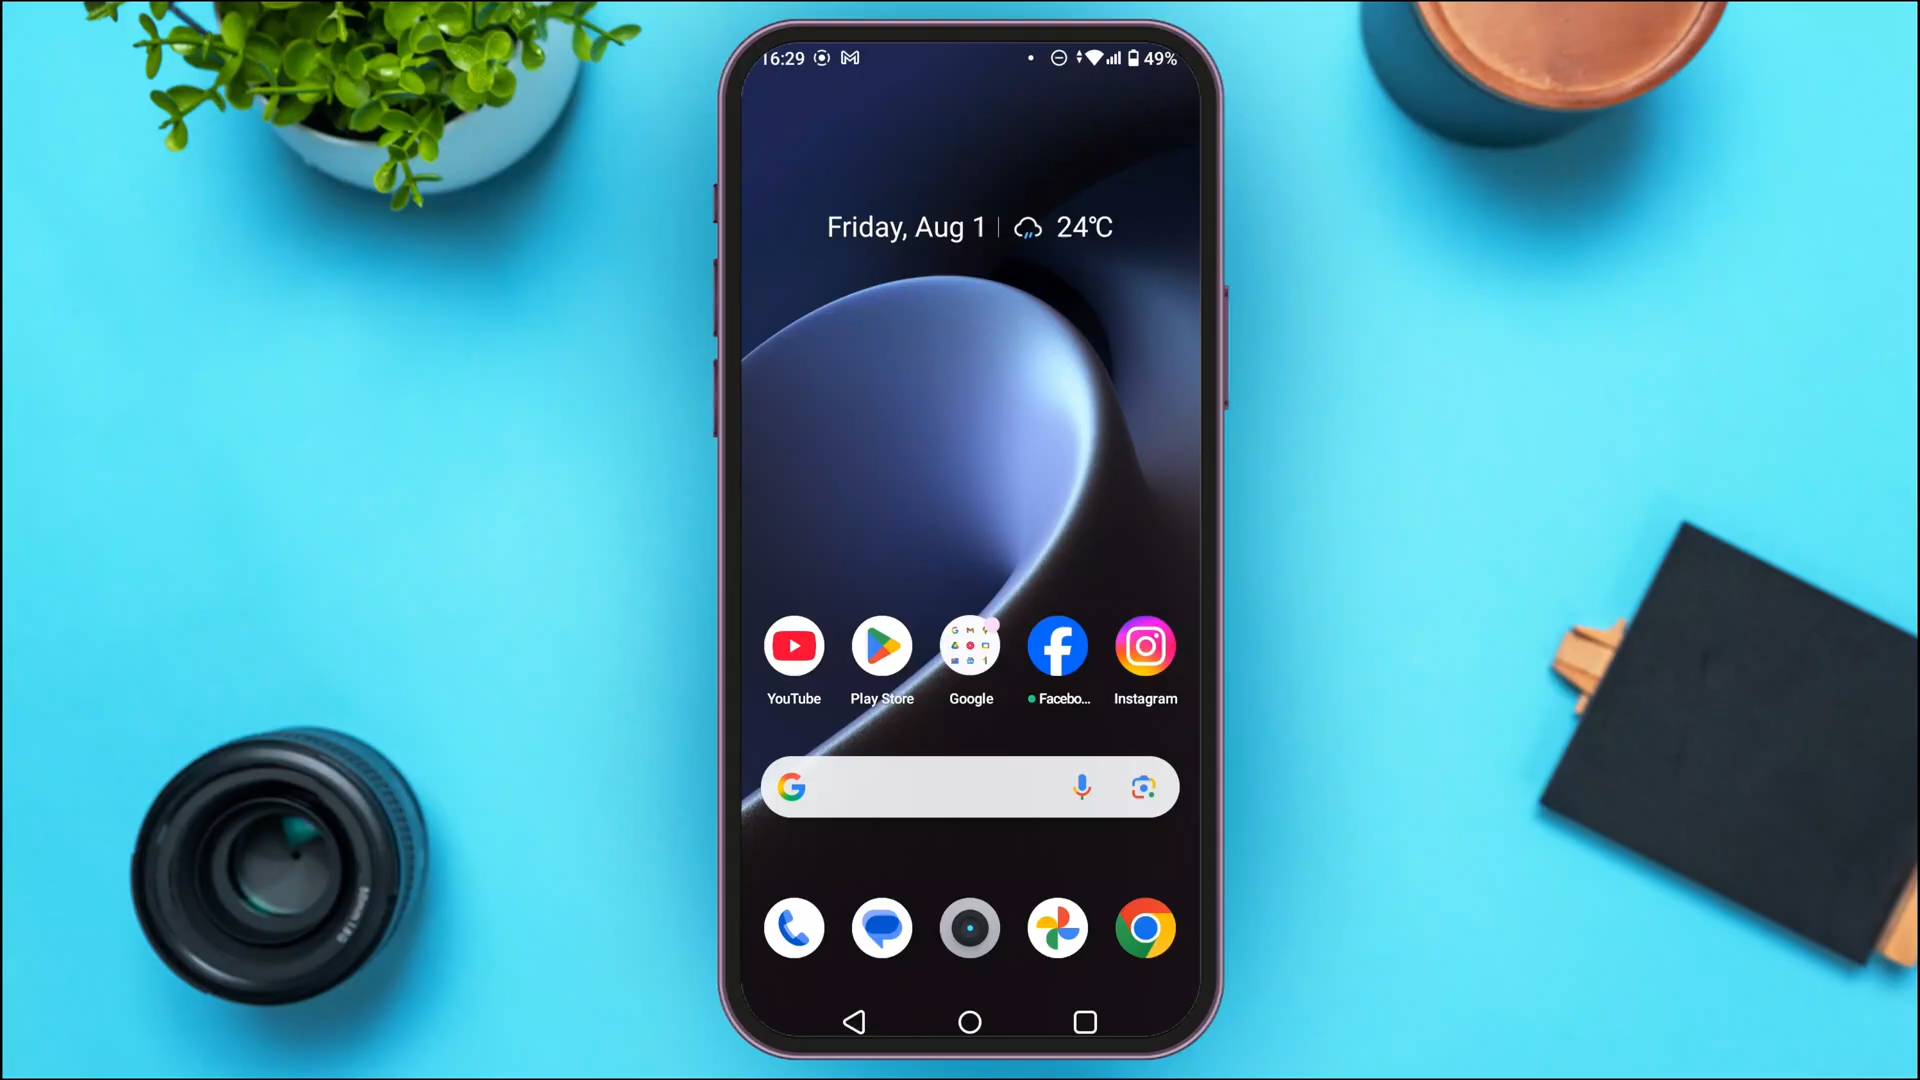 16:29 49%
Friday, Aug 1 24°C
YouTube Play Store Google Facebo... Instagram